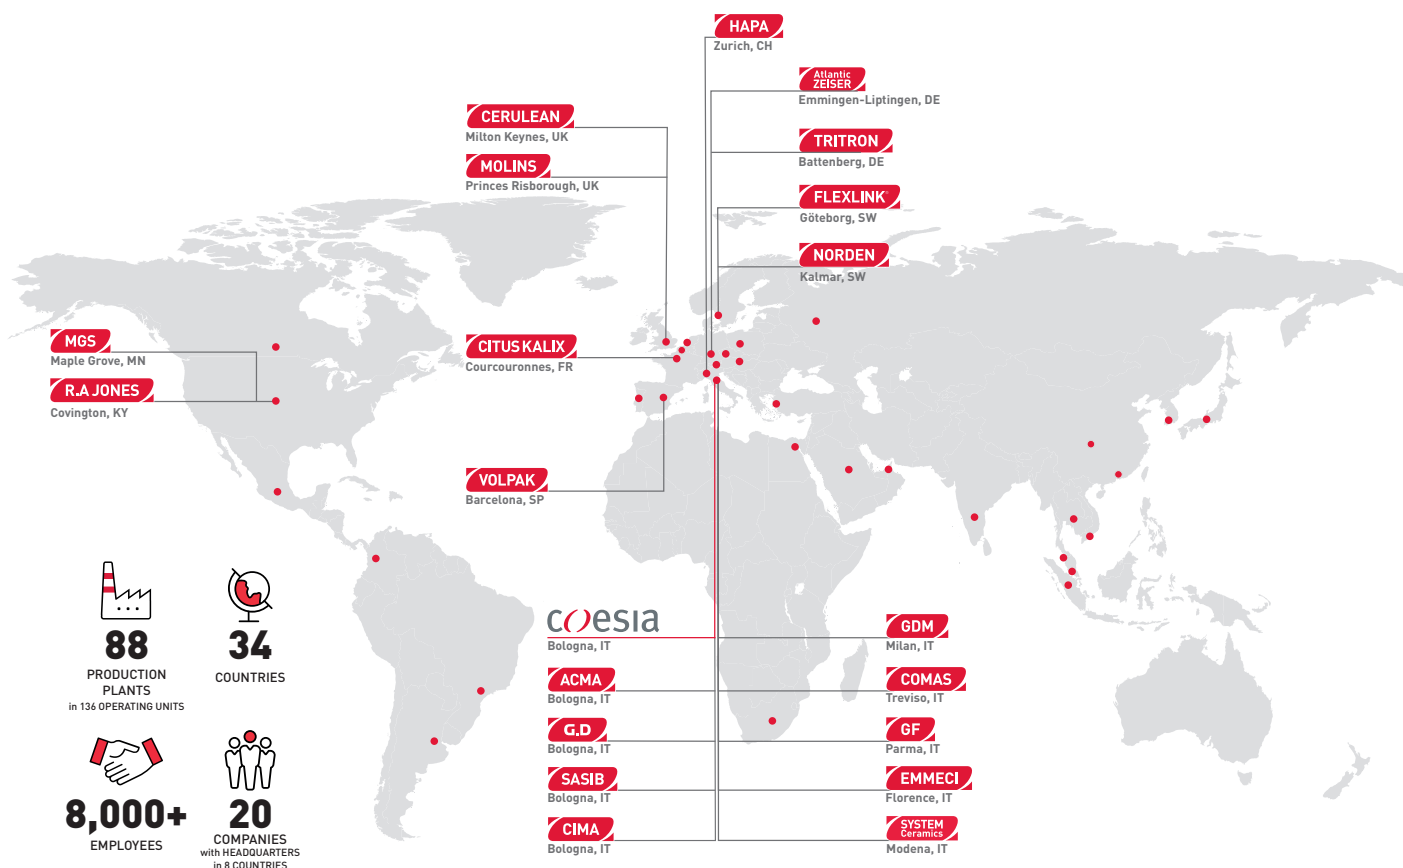 HAPA
Zurich, CH
Atlantic
ZEISER
Emmingen-Liptingen, DE
CERULEAN
Milton Keynes, UK
TRITRON
Battenberg, DE
MOLINS
Princes Risborough, UK
FLEXLINK
Göteborg, SW
NORDEN
Kalmar, SW
MGS
Maple Grove, MN
CITUS KALIX
Courcouronnes, FR
R.A JONES
Covington, KY
VOLPAK
Barcelona, SP
88
PRODUCTION
PLANTS
in 136 OPERATING UNITS
34
COUNTRIES
8,000+
EMPLOYEES
20
COMPANIES
with HEADQUARTERS
in 8 COUNTRIES
coesia
Bologna, IT
GDM
Milan, IT
ACMA
Bologna, IT
COMAS
Treviso, IT
G.D
Bologna, IT
GF
Parma, IT
SASIB
Bologna, IT
EMMECI
Florence, IT
CIMA
Bologna, IT
SYSTEM
Ceramics
Modena, IT